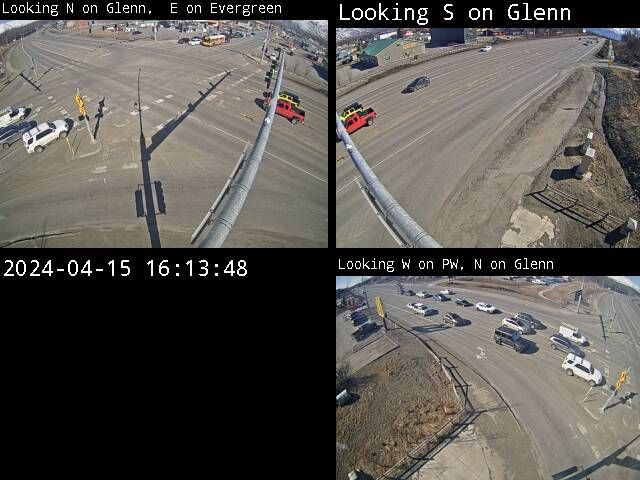 Looking N on Glenn, E on Evergreen
Looking S on Glenn
2024-04-15 16:13:48
Looking W on PW, N on Glenn